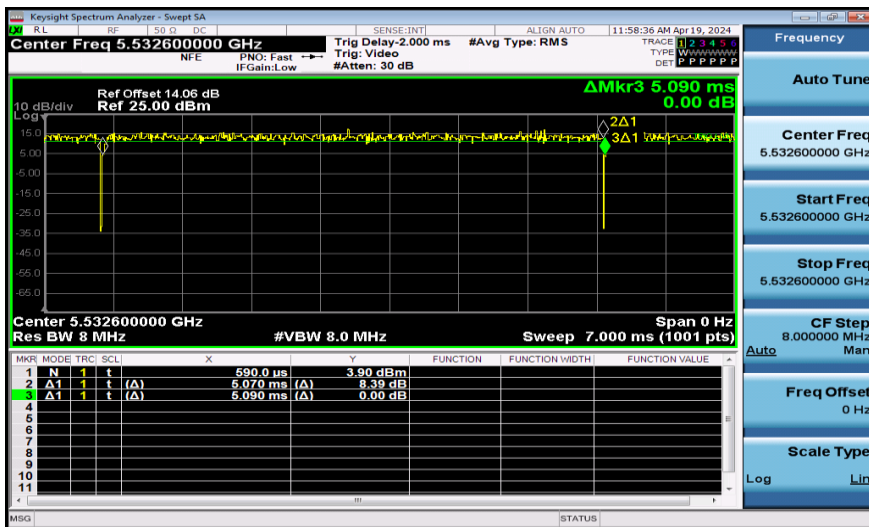 Keysight Spectrum Analyzer - Swept SA
LXI RL RF 50 Ω DC SENSE:INT ALIGN AUTO 11:58:36 AM Apr 19, 2024
Center Freq 5.532600000 GHz
NFE
PNO: Fast
IFGain:Low
Trig Delay-2.000 ms
Trig: Video
#Atten: 30 dB
#Avg Type: RMS
TRACE 1 2 3 4 5 6
TYPE WWWWWW
DET P P P P P P
ΔMkr3 5.090 ms
0.00 dB
Ref Offset 14.06 dB
10 dB/div Ref 25.00 dBm
Log
15.0
5.00
-5.00
-15.0
-25.0
-35.0
-45.0
-55.0
-65.0
2Δ1
3Δ1
Center 5.532600000 GHz Span 0 Hz
Res BW 8 MHz #VBW 8.0 MHz Sweep 7.000 ms (1001 pts)
MKR MODE TRC SCL X Y FUNCTION FUNCTION WIDTH FUNCTION VALUE
1 N 1 t 590.0 µs 3.90 dBm
2 Δ1 1 t (Δ) 5.070 ms (Δ) 8.39 dB
3 Δ1 1 t (Δ) 5.090 ms (Δ) 0.00 dB
4
5
6
7
8
9
10
11
MSG STATUS
Frequency
Auto Tune
Center Freq
5.532600000 GHz
Start Freq
5.532600000 GHz
Stop Freq
5.532600000 GHz
CF Step
8.000000 MHz
Auto Man
Freq Offset
0 Hz
Scale Type
Log Lin